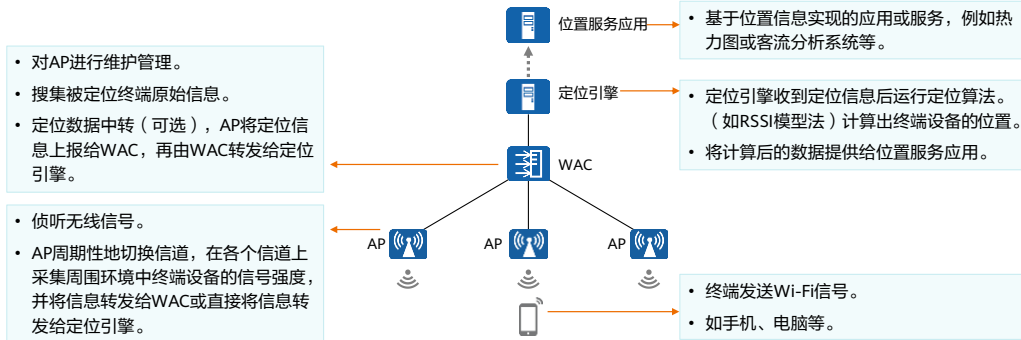 位置服务应用
• 基于位置信息实现的应用或服务，例如热
力图或客流分析系统等。
• 对AP进行维护管理。
• 搜集被定位终端原始信息。
• 定位数据中转（可选），AP将定位信
息上报给WAC，再由WAC转发给定位
引擎。
定位引擎
• 定位引擎收到定位信息后运行定位算法。
（如RSSI模型法）计算出终端设备的位置。
• 将计算后的数据提供给位置服务应用。
WAC
• 侦听无线信号。
• AP周期性地切换信道，在各个信道上
采集周围环境中终端设备的信号强度，
并将信息转发给WAC或直接将信息转
发给定位引擎。
AP
AP
AP
• 终端发送Wi-Fi信号。
• 如手机、电脑等。